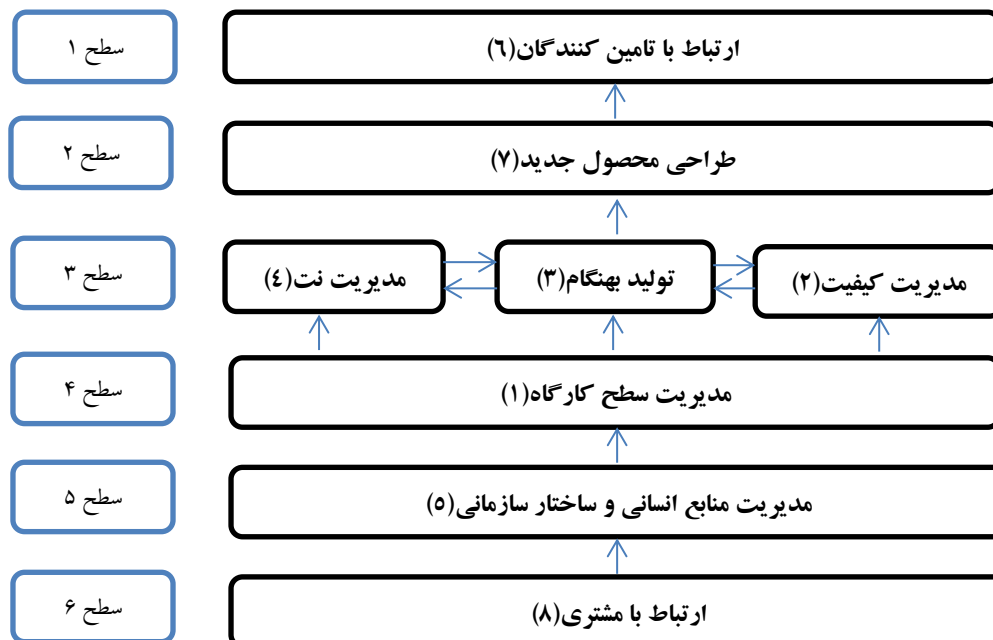 سطح ۱
ارتباط با تامین کنندگان(٦)
سطح ۲
طراحی محصول جدید(۷)
سطح ۳
مدیریت کیفیت(۲)
تولید بهنگام(۳)
مدیریت نت(٤)
سطح ۴
مدیریت سطح کارگاه(۱)
سطح ۵
مدیریت منابع انسانی و ساختار سازمانی(٥)
سطح ۶
ارتباط با مشتری(۸)